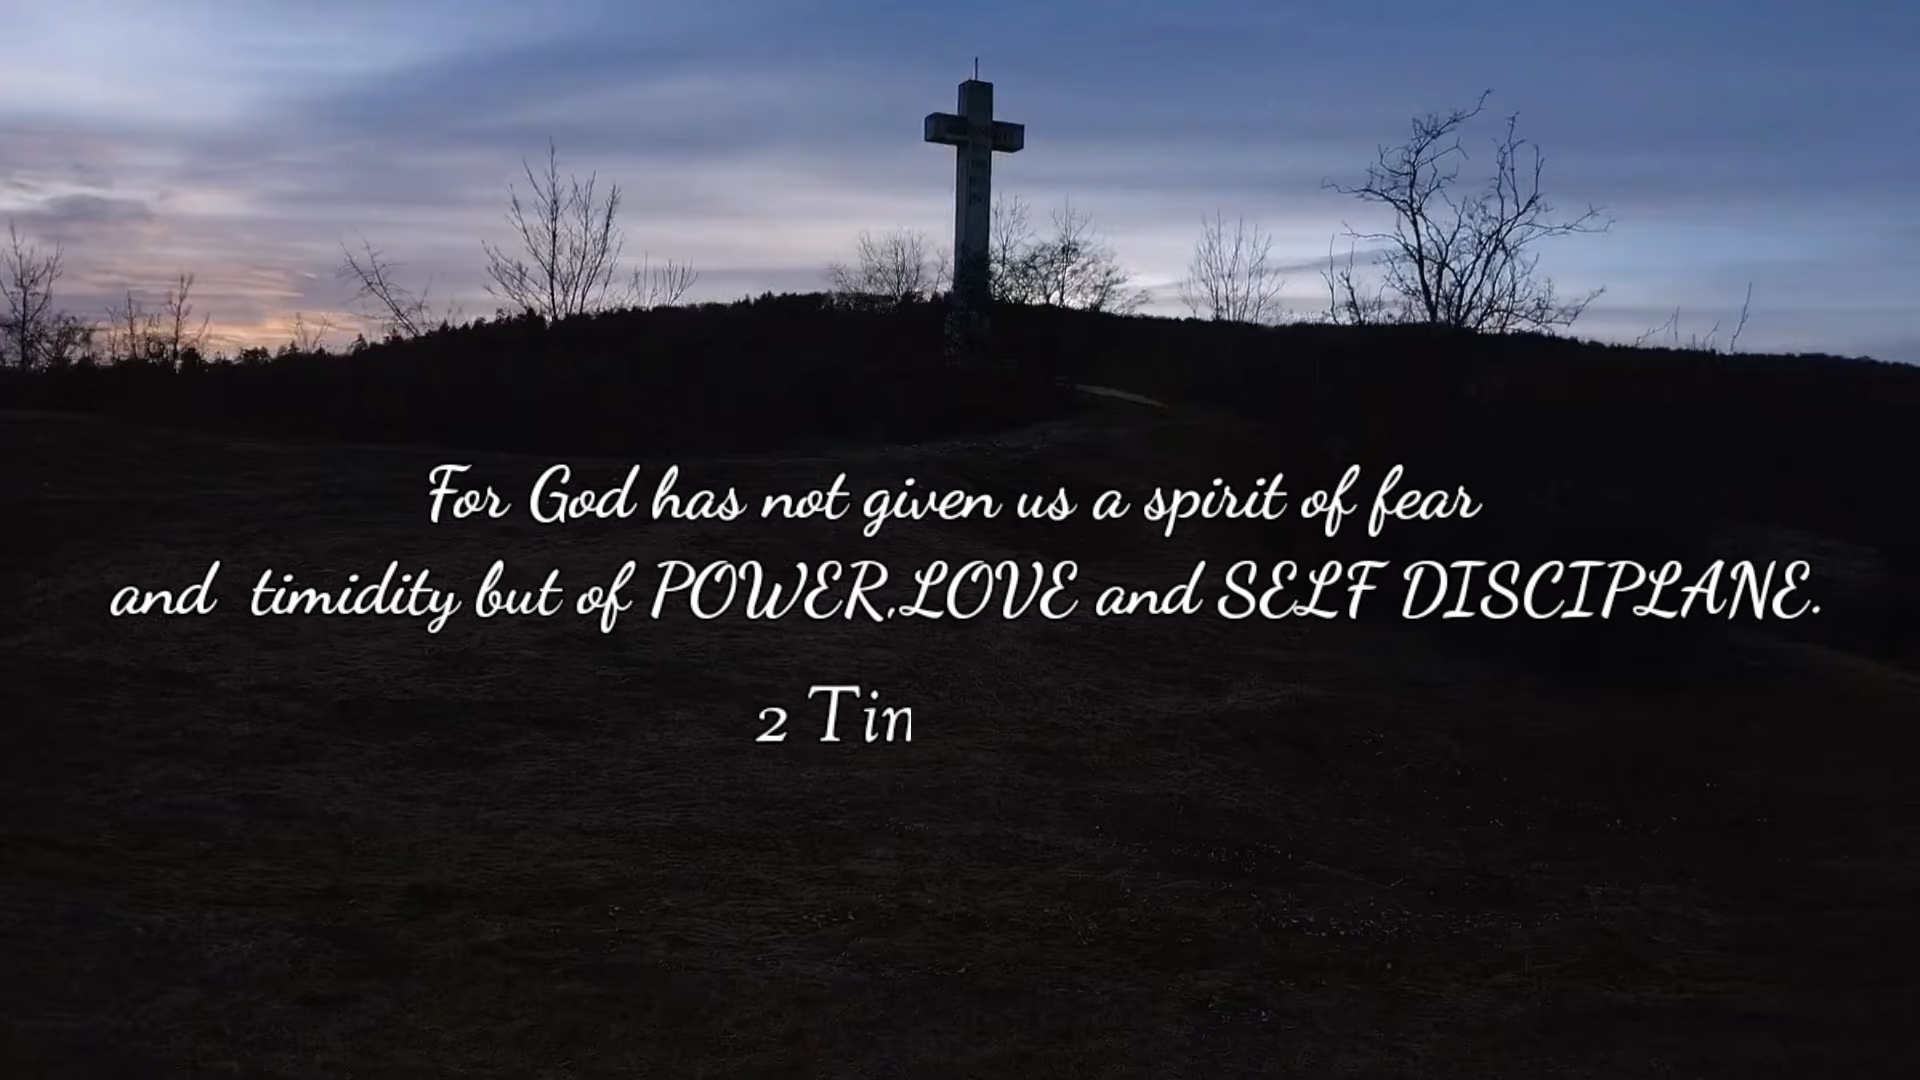 For God has not given us a spirit of fear
and timidity but of POWER,LOVE and SELF DISCIPLANE.
2 Tim